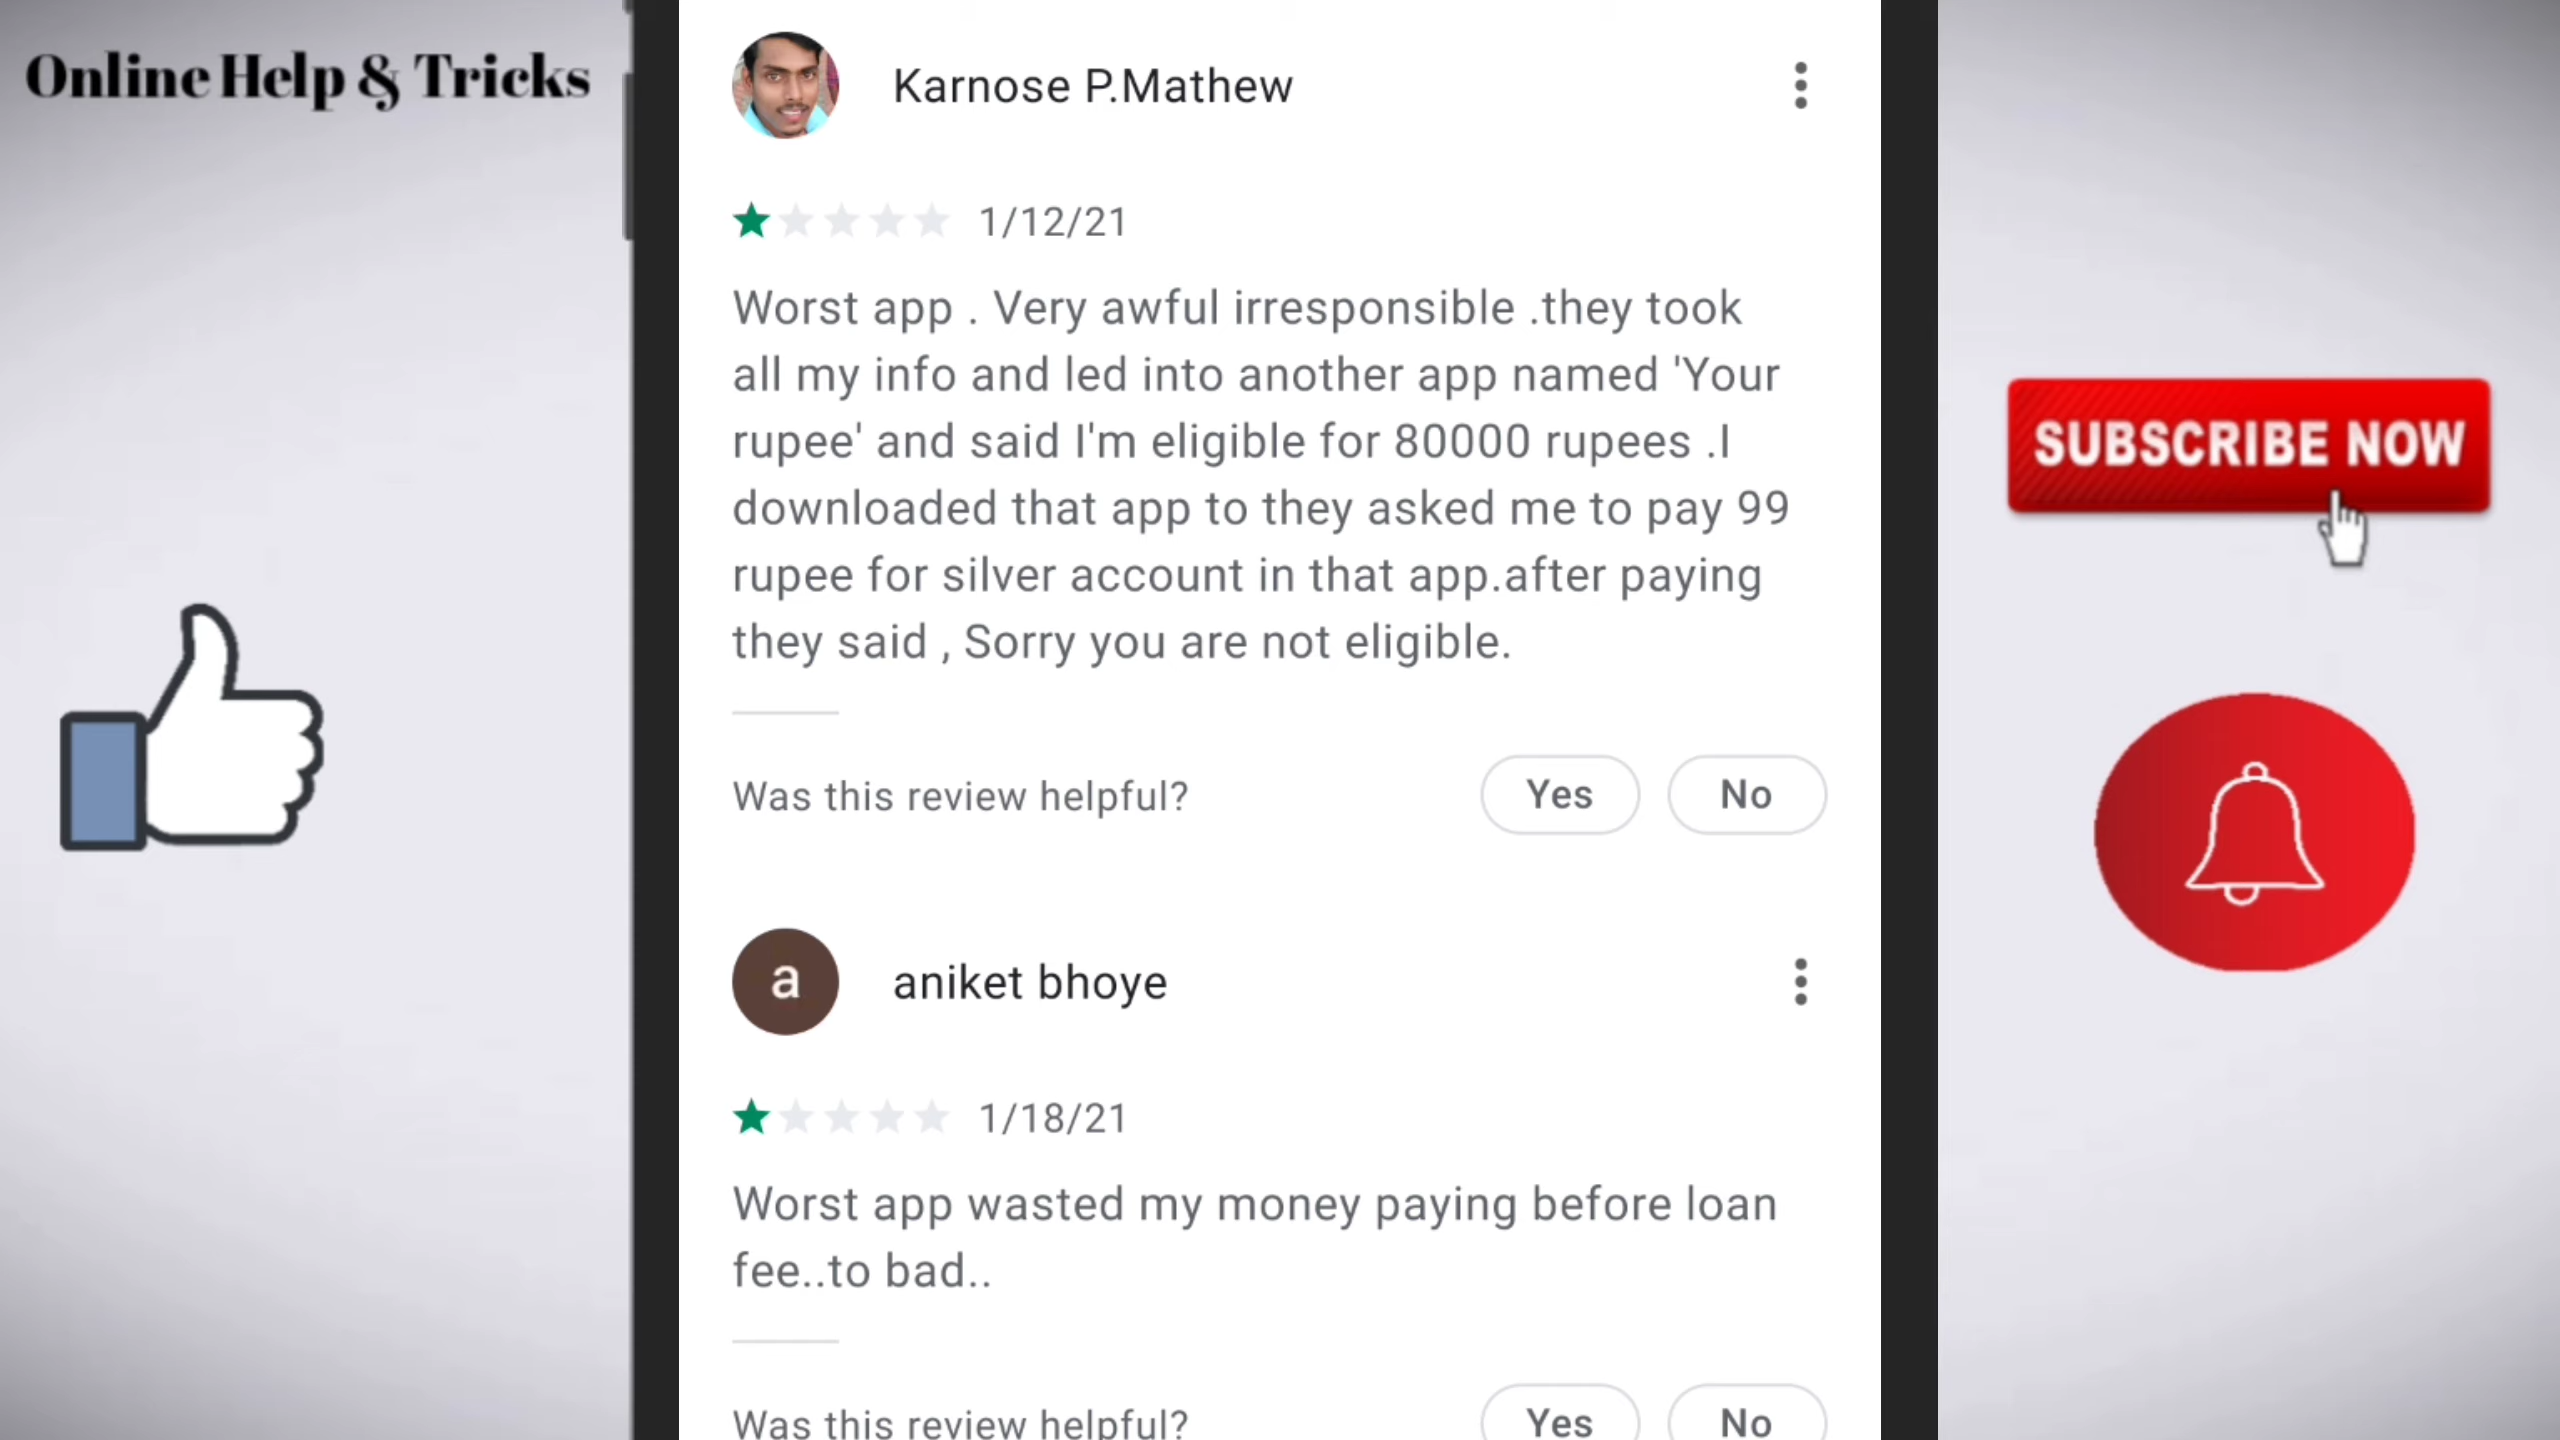 Online Help & Tricks
Karnose P.Mathew
1/12/21
Worst app . Very awful irresponsible .they took
all my info and led into another app named 'Your
rupee' and said I'm eligible for 80000 rupees .I
downloaded that app to they asked me to pay 99
rupee for silver account in that app.after paying
they said , Sorry you are not eligible.
Was this review helpful?
Yes
No
a
aniket bhoye
1/18/21
Worst app wasted my money paying before loan
fee..to bad..
Was this review helpful?
Yes
No
SUBSCRIBE NOW